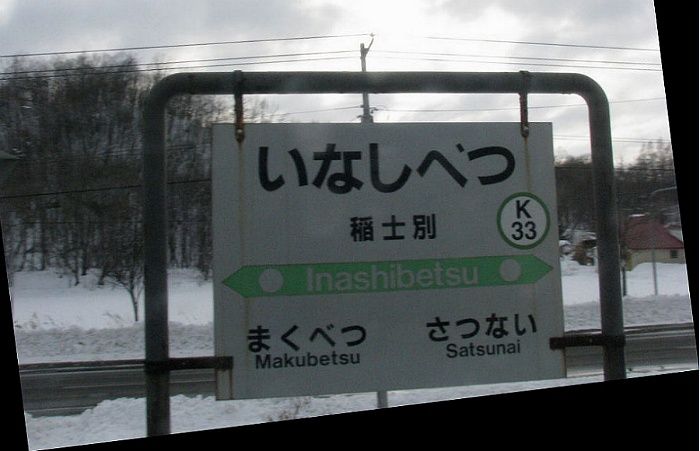 いなしべつ
稲士別
K
33
Inashibetsu
まくべつ
Makubetsu
さつない
Satsunai